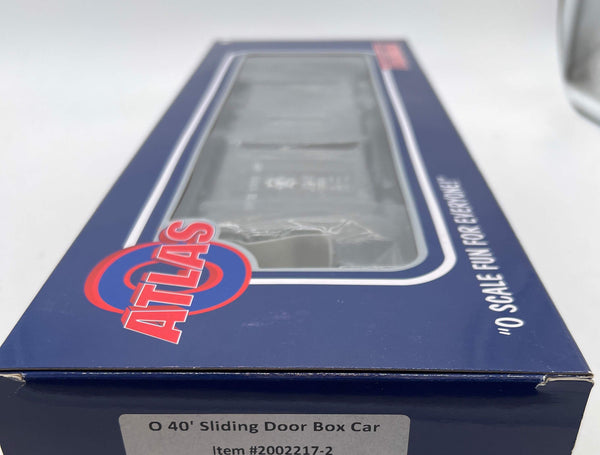 ATLAS
"O SCALE FUN FOR EVERYONE!"
O 40' Sliding Door Box Car
Item #2002217-2